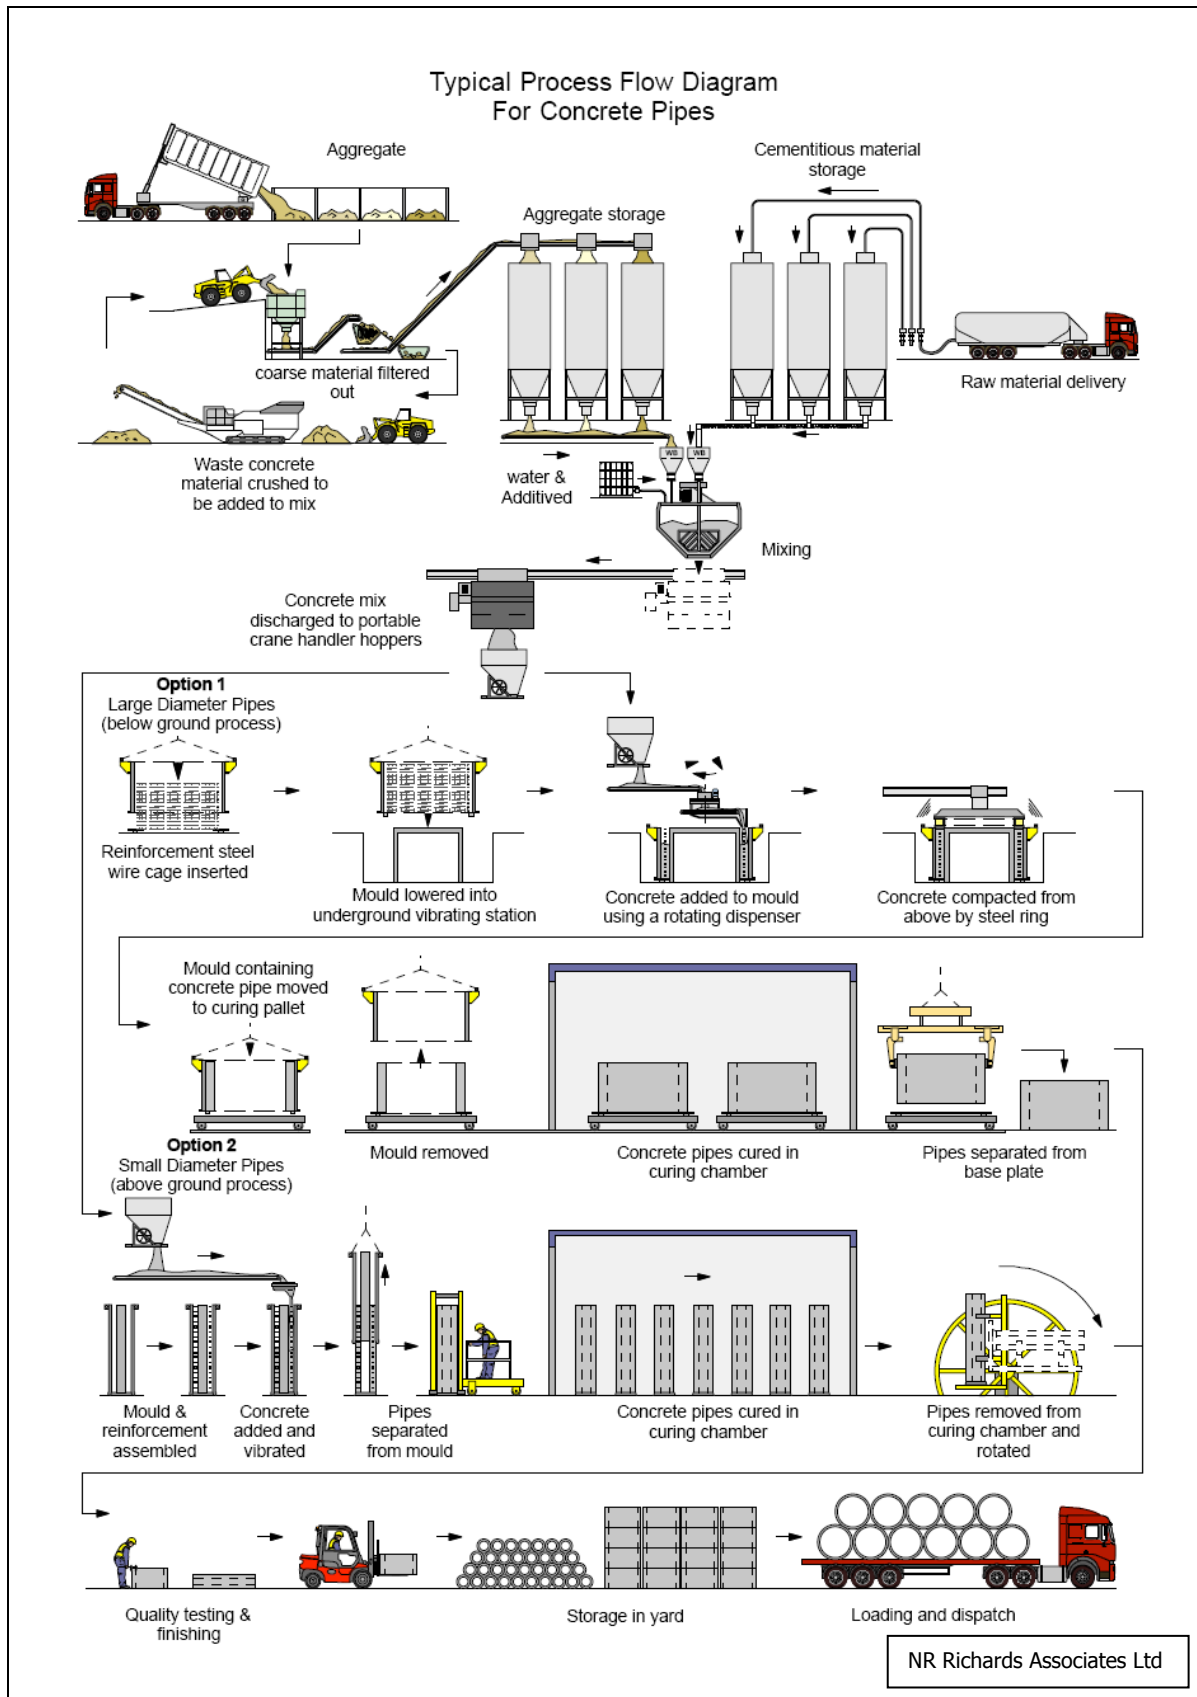 Typical Process Flow Diagram
For Concrete Pipes
Aggregate
Cementitious material
storage
Aggregate storage
coarse material filtered
out
Raw material delivery
Waste concrete
material crushed to
be added to mix
WB
WB
water &
Additived
Mixing
Concrete mix
discharged to portable
crane handler hoppers
Option 1
Large Diameter Pipes
(below ground process)
Reinforcement steel
wire cage inserted
Mould lowered into
underground vibrating station
Concrete added to mould
using a rotating dispenser
Concrete compacted from
above by steel ring
Mould containing
concrete pipe moved
to curing pallet
Mould removed
Concrete pipes cured in
curing chamber
Pipes separated from
base plate
Option 2
Small Diameter Pipes
(above ground process)
Mould &
reinforcement
assembled
Concrete
added and
vibrated
Pipes
separated
from mould
Concrete pipes cured in
curing chamber
Pipes removed from
curing chamber and
rotated
Quality testing &
finishing
Storage in yard
Loading and dispatch
NR Richards Associates Ltd